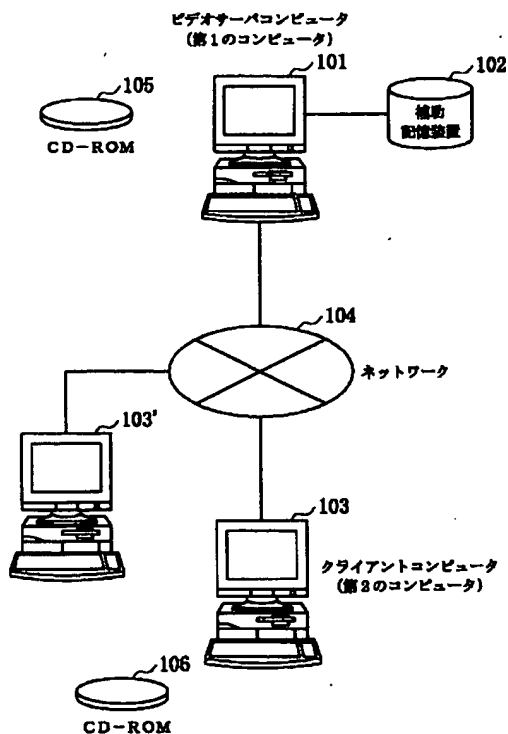 ビデオサーバコンピュータ
(第1のコンピュータ)
101
102
105
補助
記憶装置
CD-ROM
104
ネットワーク
103'
103
クライアントコンピュータ
(第2のコンピュータ)
106
CD-ROM